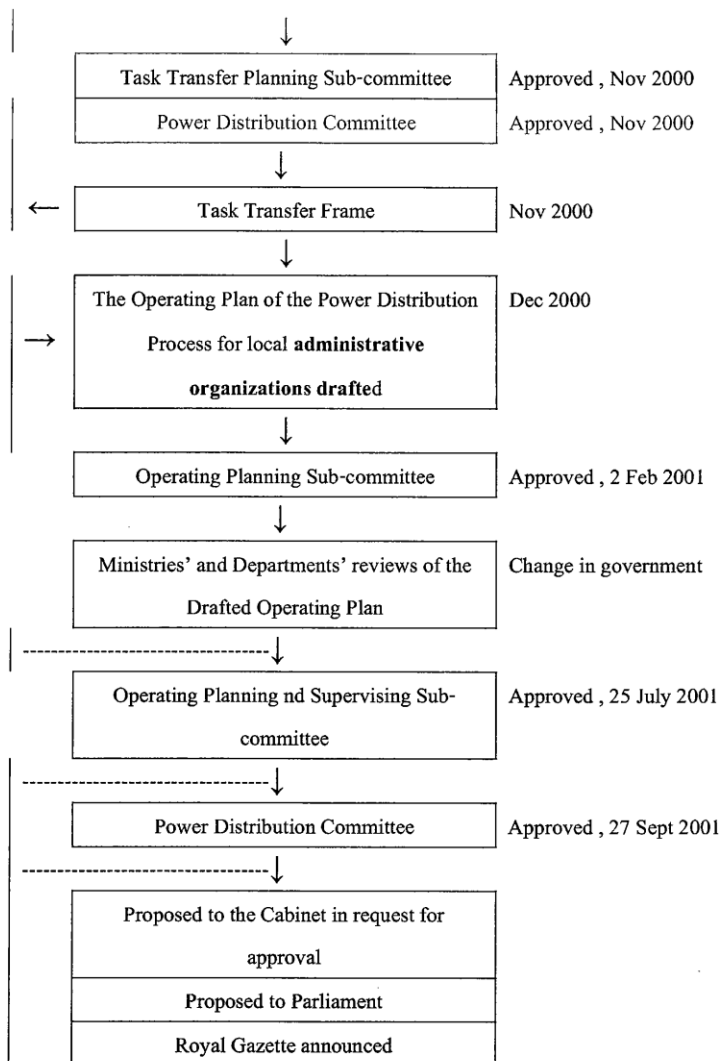 Task Transfer Planning Sub-committee Approved , Nov 2000
Power Distribution Committee Approved , Nov 2000
Task Transfer Frame Nov 2000
The Operating Plan of the Power Distribution Dec 2000
Process for local administrative
organizations drafted
Operating Planning Sub-committee Approved , 2 Feb 2001
Ministries’ and Departments’ reviews of the Change in government
Drafted Operating Plan
Operating Planning nd Supervising Sub- Approved , 25 July 2001
committee
Power Distribution Committee Approved , 27 Sept 2001
Proposed to the Cabinet in request for
approval
Proposed to Parliament
Royal Gazette announced